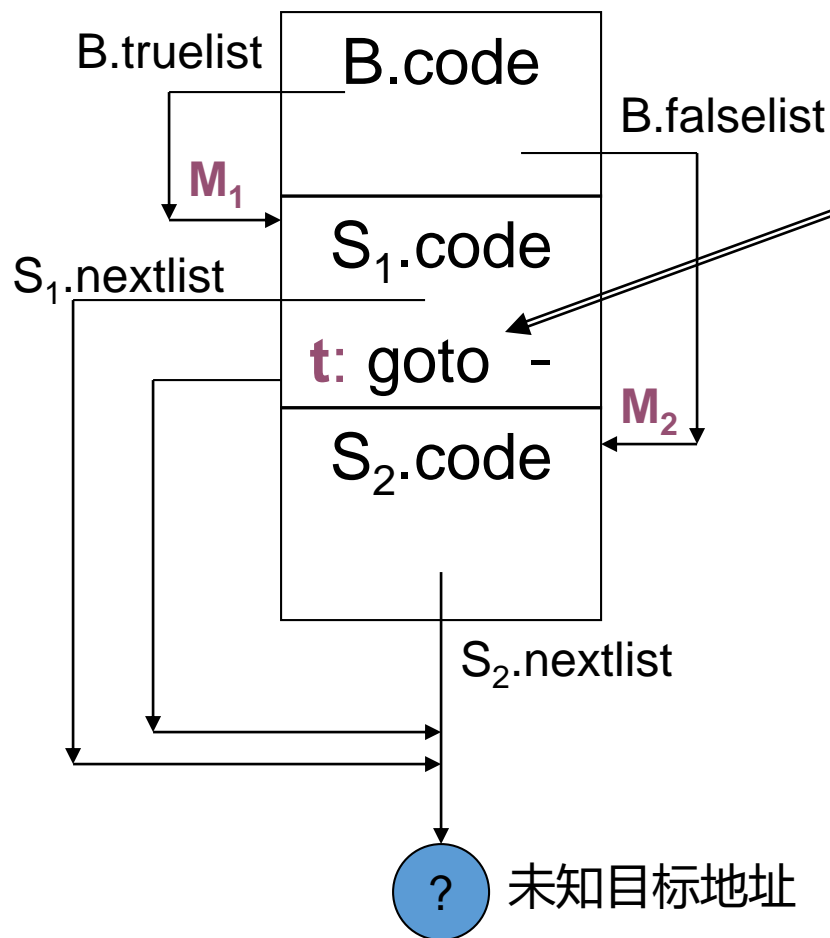 B.truelist
B.code
B.falselist
M₁
S₁.code
S₁.nextlist
t: goto -
M₂
S₂.code
S₂.nextlist
?
未知目标地址